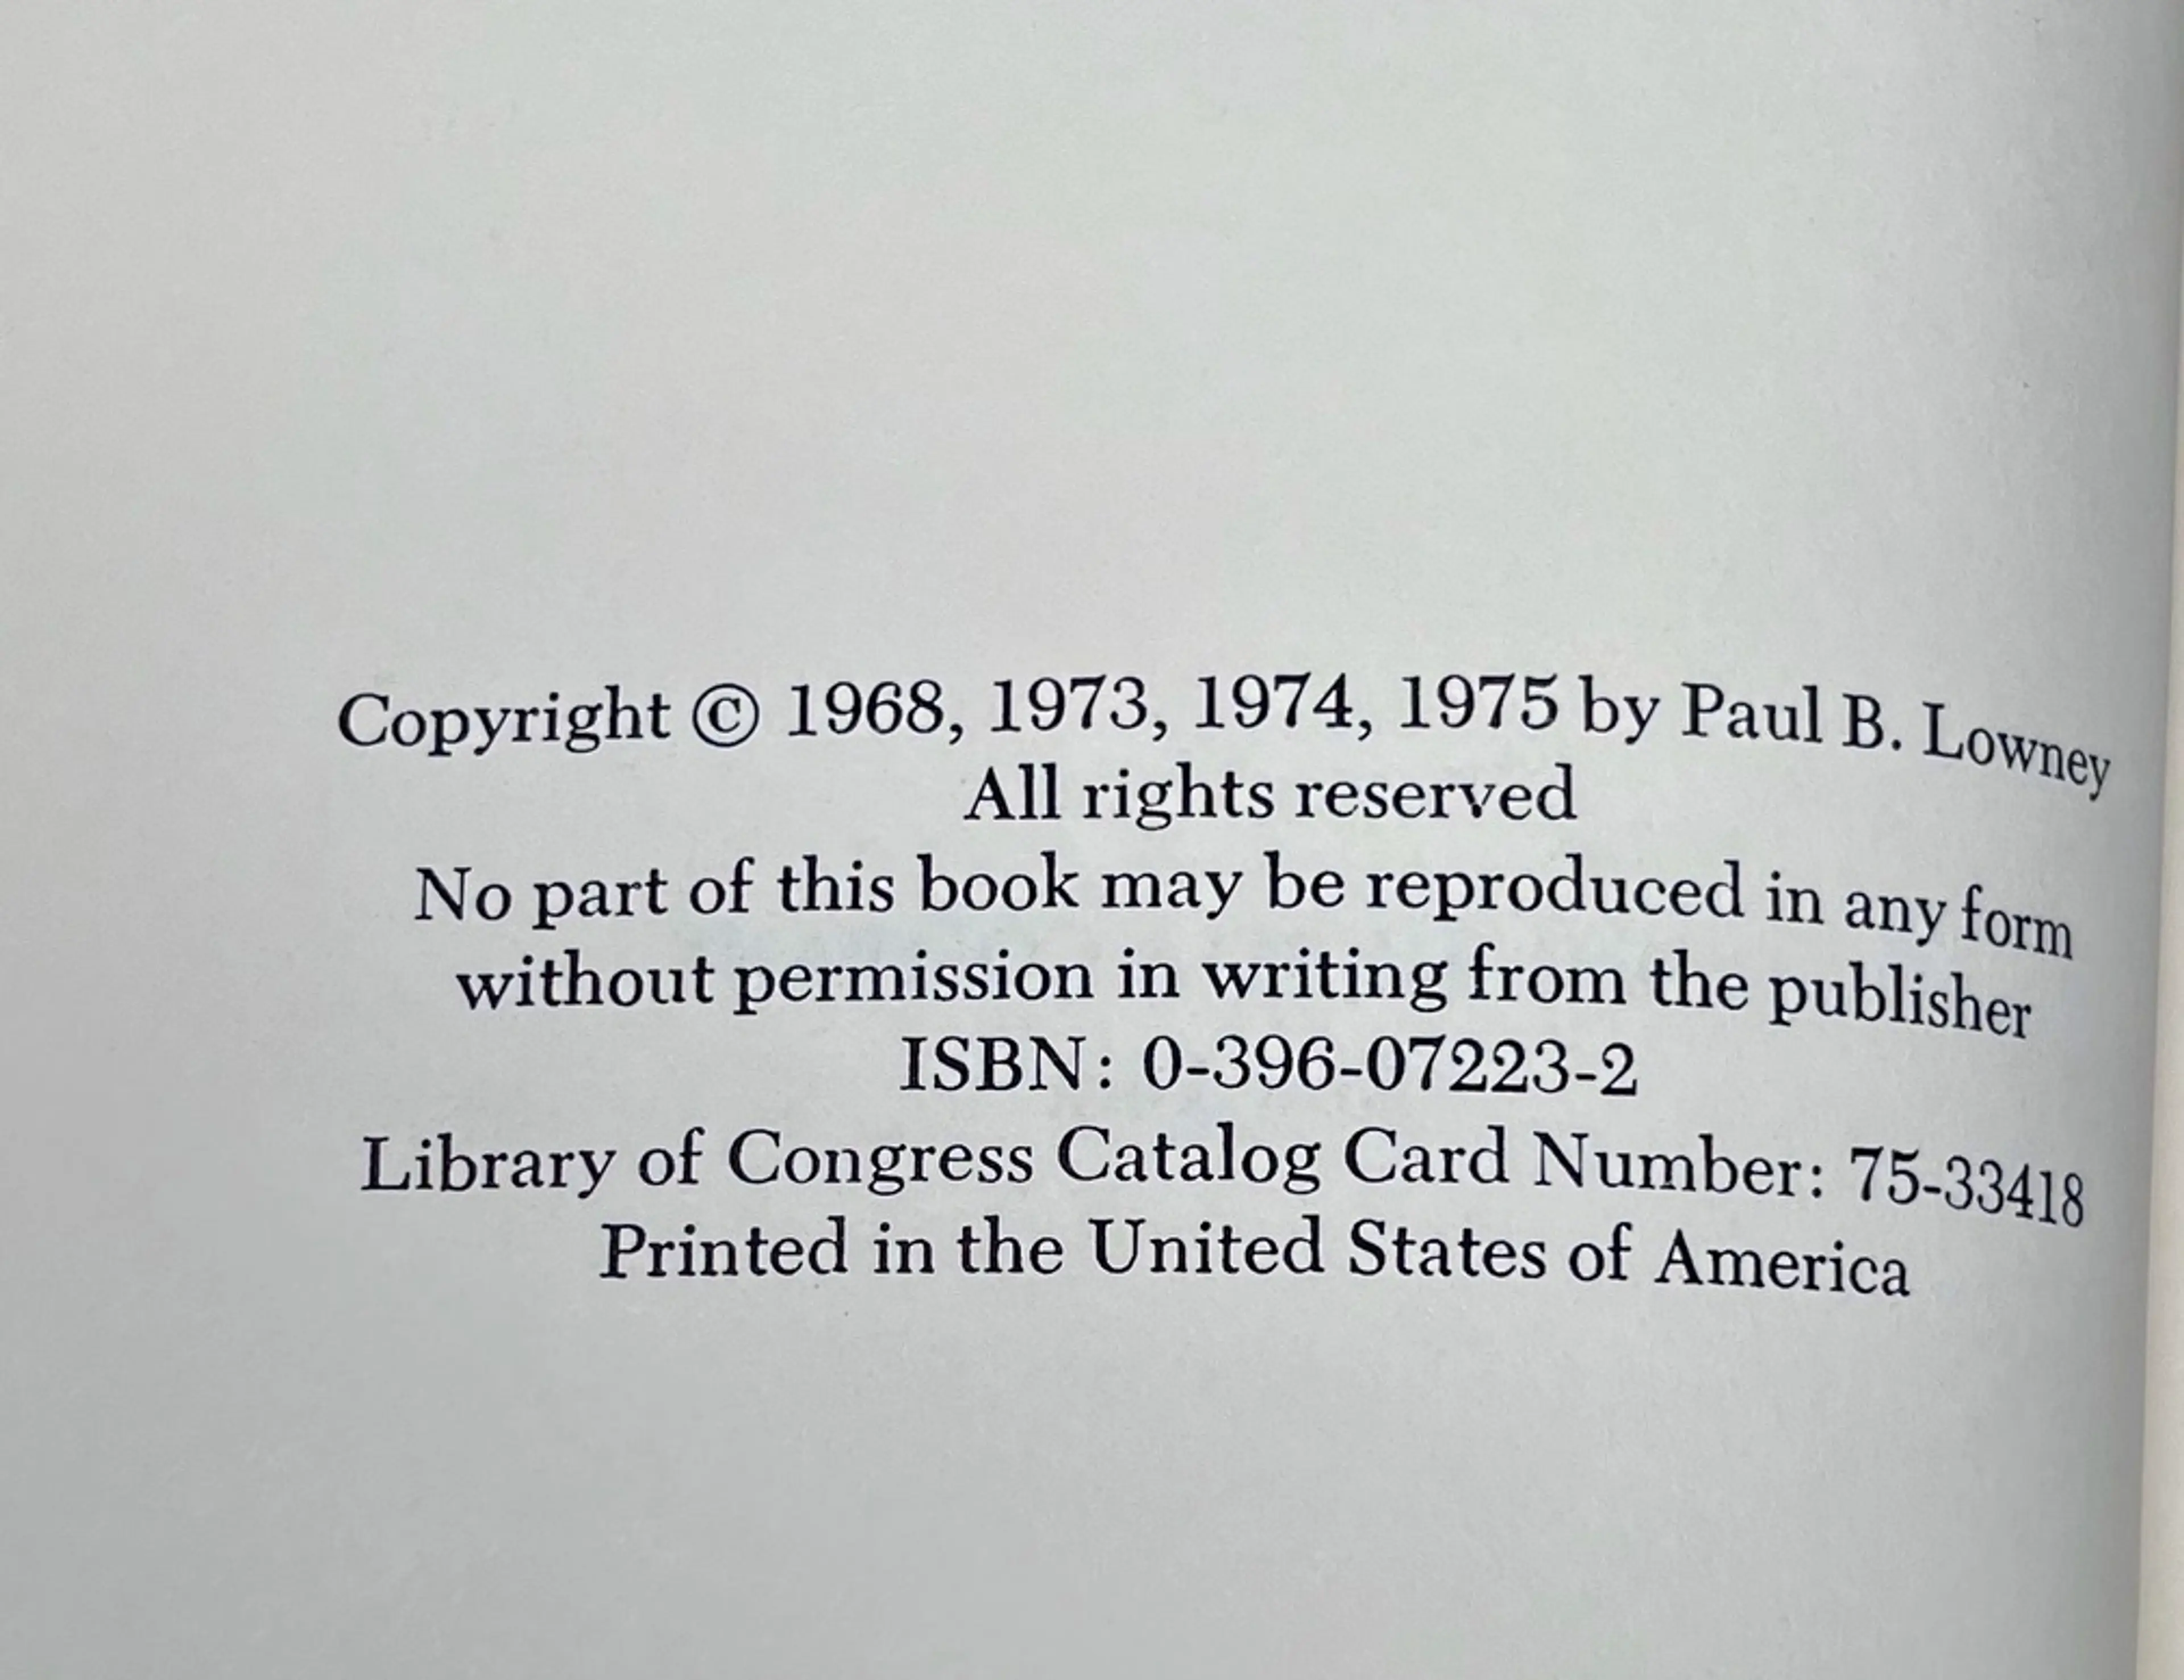 Copyright © 1968, 1973, 1974, 1975 by Paul B. Lowney
All rights reserved
No part of this book may be reproduced in any form
without permission in writing from the publisher
ISBN: 0-396-07223-2
Library of Congress Catalog Card Number: 75-33418
Printed in the United States of America